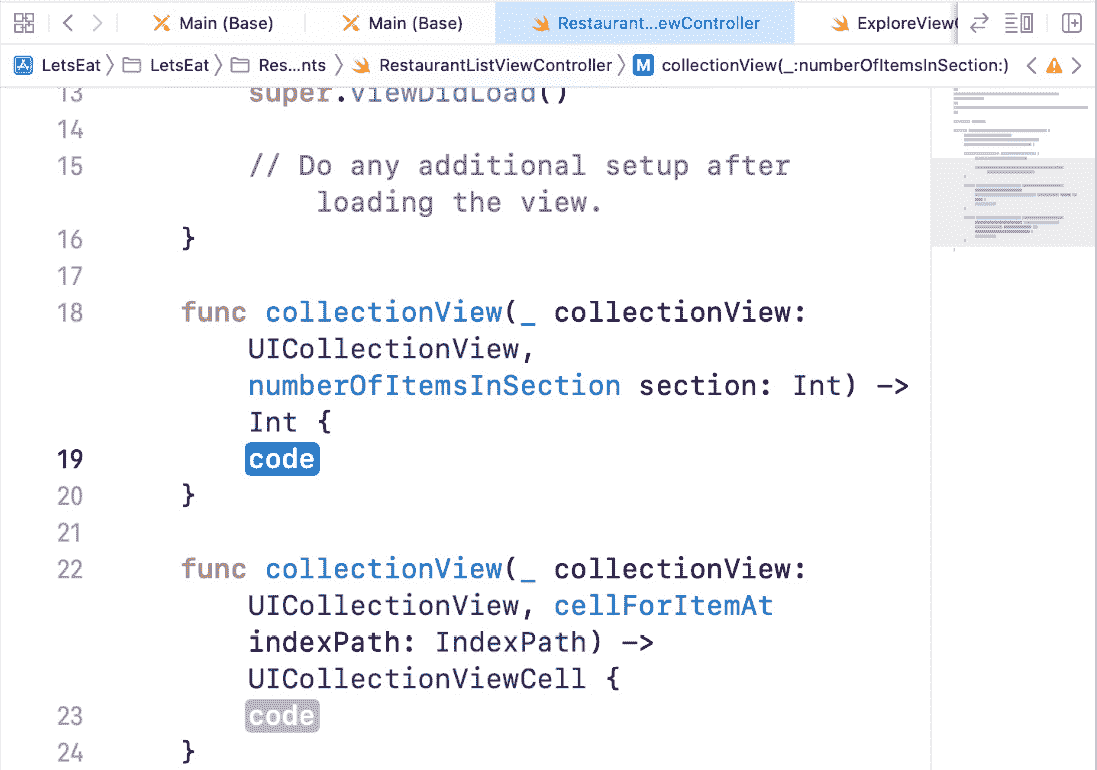 Main (Base) Main (Base) Restaurant...ewController ExploreView
LetsEat LetsEat Res...nts RestaurantListViewController M collectionView(_:numberOfItemsInSection:)
13 super.viewDidLoad()
14
15 // Do any additional setup after
loading the view.
16 }
17
18 func collectionView(_ collectionView:
UICollectionView,
numberOfItemsInSection section: Int) ->
Int {
19 code
20 }
21
22 func collectionView(_ collectionView:
UICollectionView, cellForItemAt
indexPath: IndexPath) ->
UICollectionViewCell {
23 code
24 }